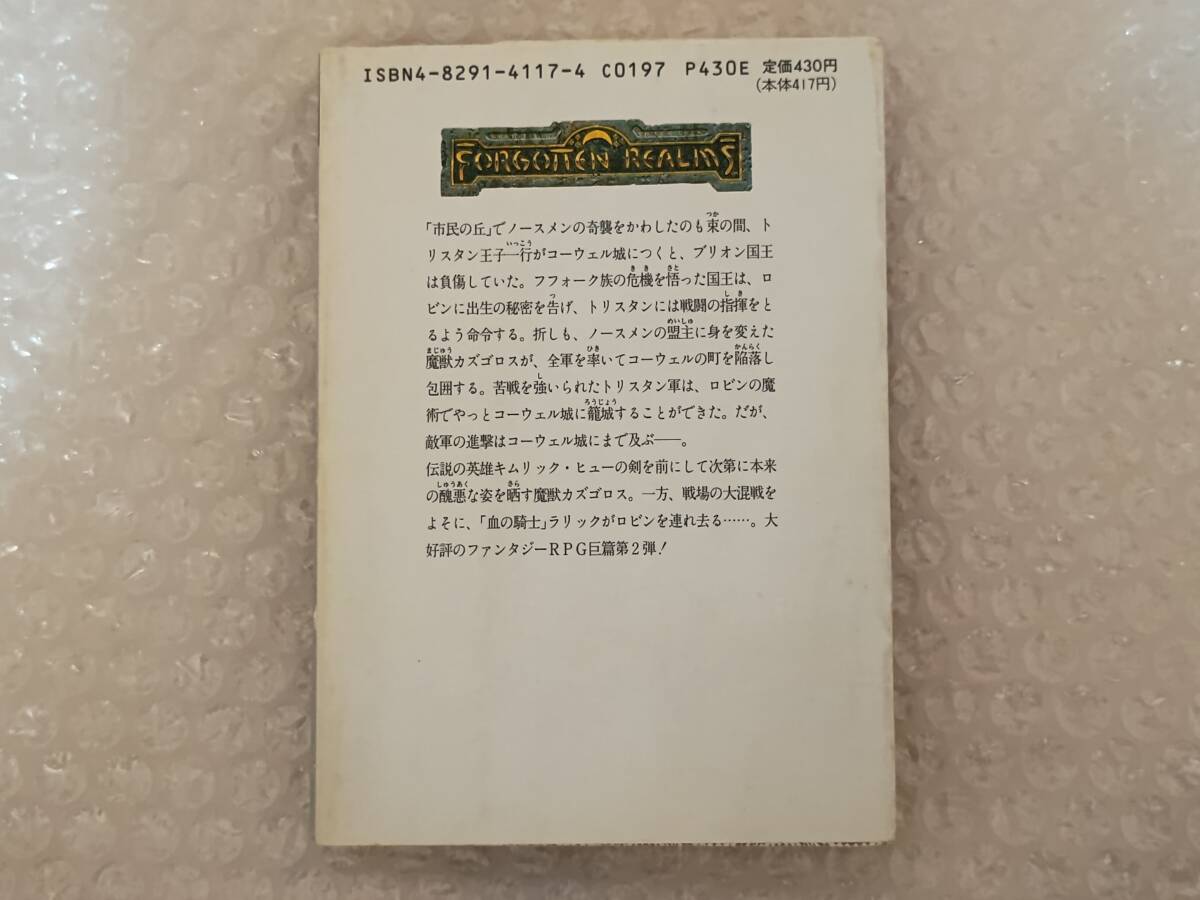 ISBN4-8291-4117-4 C0197 P430E 定価430円
(本体417円)
FORGOTTEN REALMS
「市民の丘」でノースメンの奇襲をかわしたのも束の間、ト
リスタン王子一行がコーウェル城につくと、ブリオン国王
は負傷していた。フフォーク族の危機を悟った国王は、ロ
ビンに出生の秘密を告げ、トリスタンには戦闘の指揮をと
るよう命令する。折しも、ノースメンの盟主に身を変えた
魔獣カズゴロスが、全軍を率いてコーウェルの町を陥落し
包囲する。苦戦を強いられたトリスタン軍は、ロビンの魔
術でやっとコーウェル城に籠城することができた。だが、
敵軍の進撃はコーウェル城にまで及ぶ――。
伝説の英雄キムリック・ヒューの剣を前にして次第に本来
の醜悪な姿を晒す魔獣カズゴロス。一方、戦場の大混戦を
よそに、「血の騎士」ラリックがロビンを連れ去る……。大
好評のファンタジーRPG巨篇第2弾!